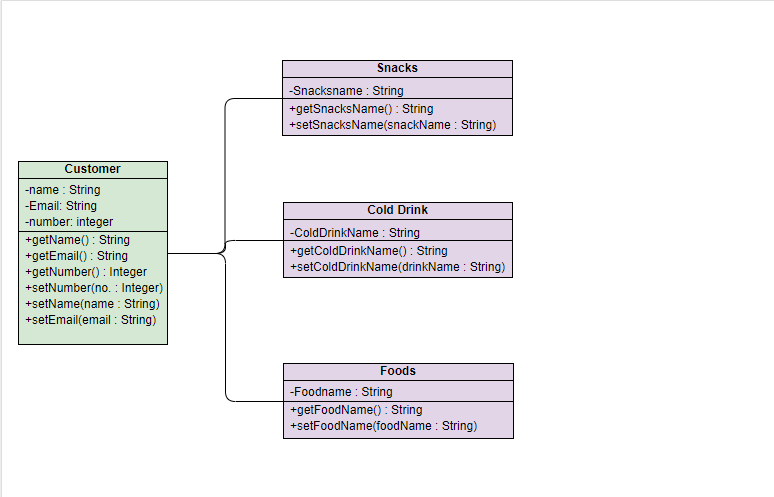 Snacks
-Snacksname : String
+getSnacksName() : String
+setSnacksName(snackName : String)
Customer
-name : String
-Email: String
-number: integer
+getName() : String
+getEmail() : String
+getNumber() : Integer
+setNumber(no. : Integer)
+setName(name : String)
+setEmail(email : String)
Cold Drink
-ColdDrinkName : String
+getColdDrinkName() : String
+setColdDrinkName(drinkName : String)
Foods
-Foodname : String
+getFoodName() : String
+setFoodName(foodName : String)